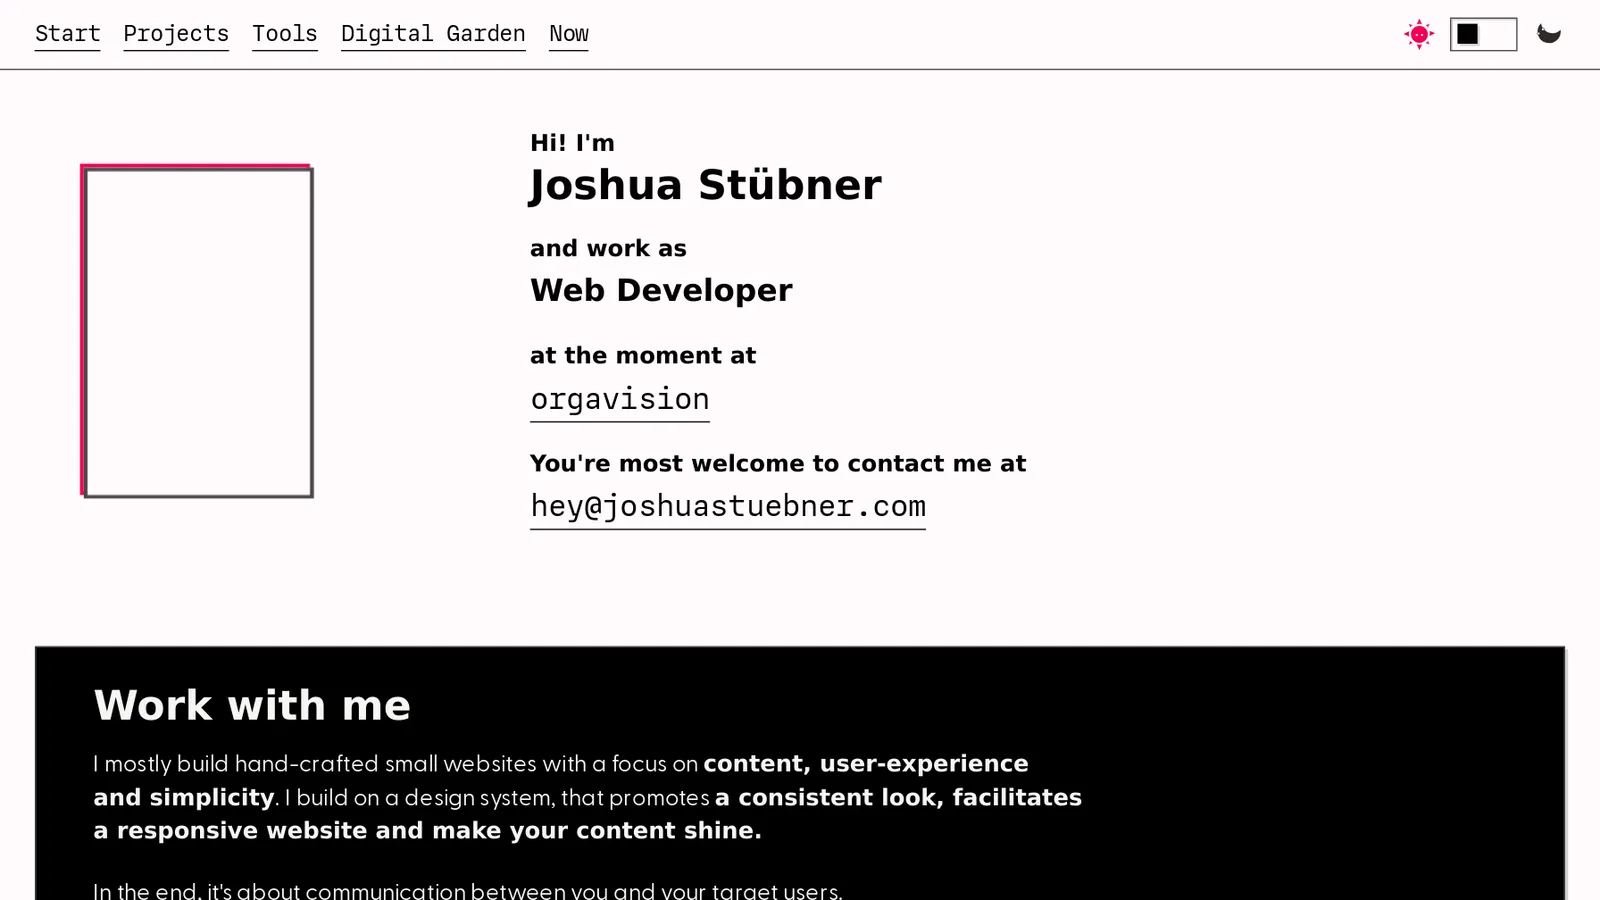 Start Projects Tools Digital Garden Now
Hi! I'm
Joshua Stübner
and work as
Web Developer
at the moment at
orgavision
You're most welcome to contact me at
hey@joshuastuebner.com
Work with me
I mostly build hand-crafted small websites with a focus on content, user-experience
and simplicity. I build on a design system, that promotes a consistent look, facilitates
a responsive website and make your content shine.
In the end, it's about communication between you and your target users.